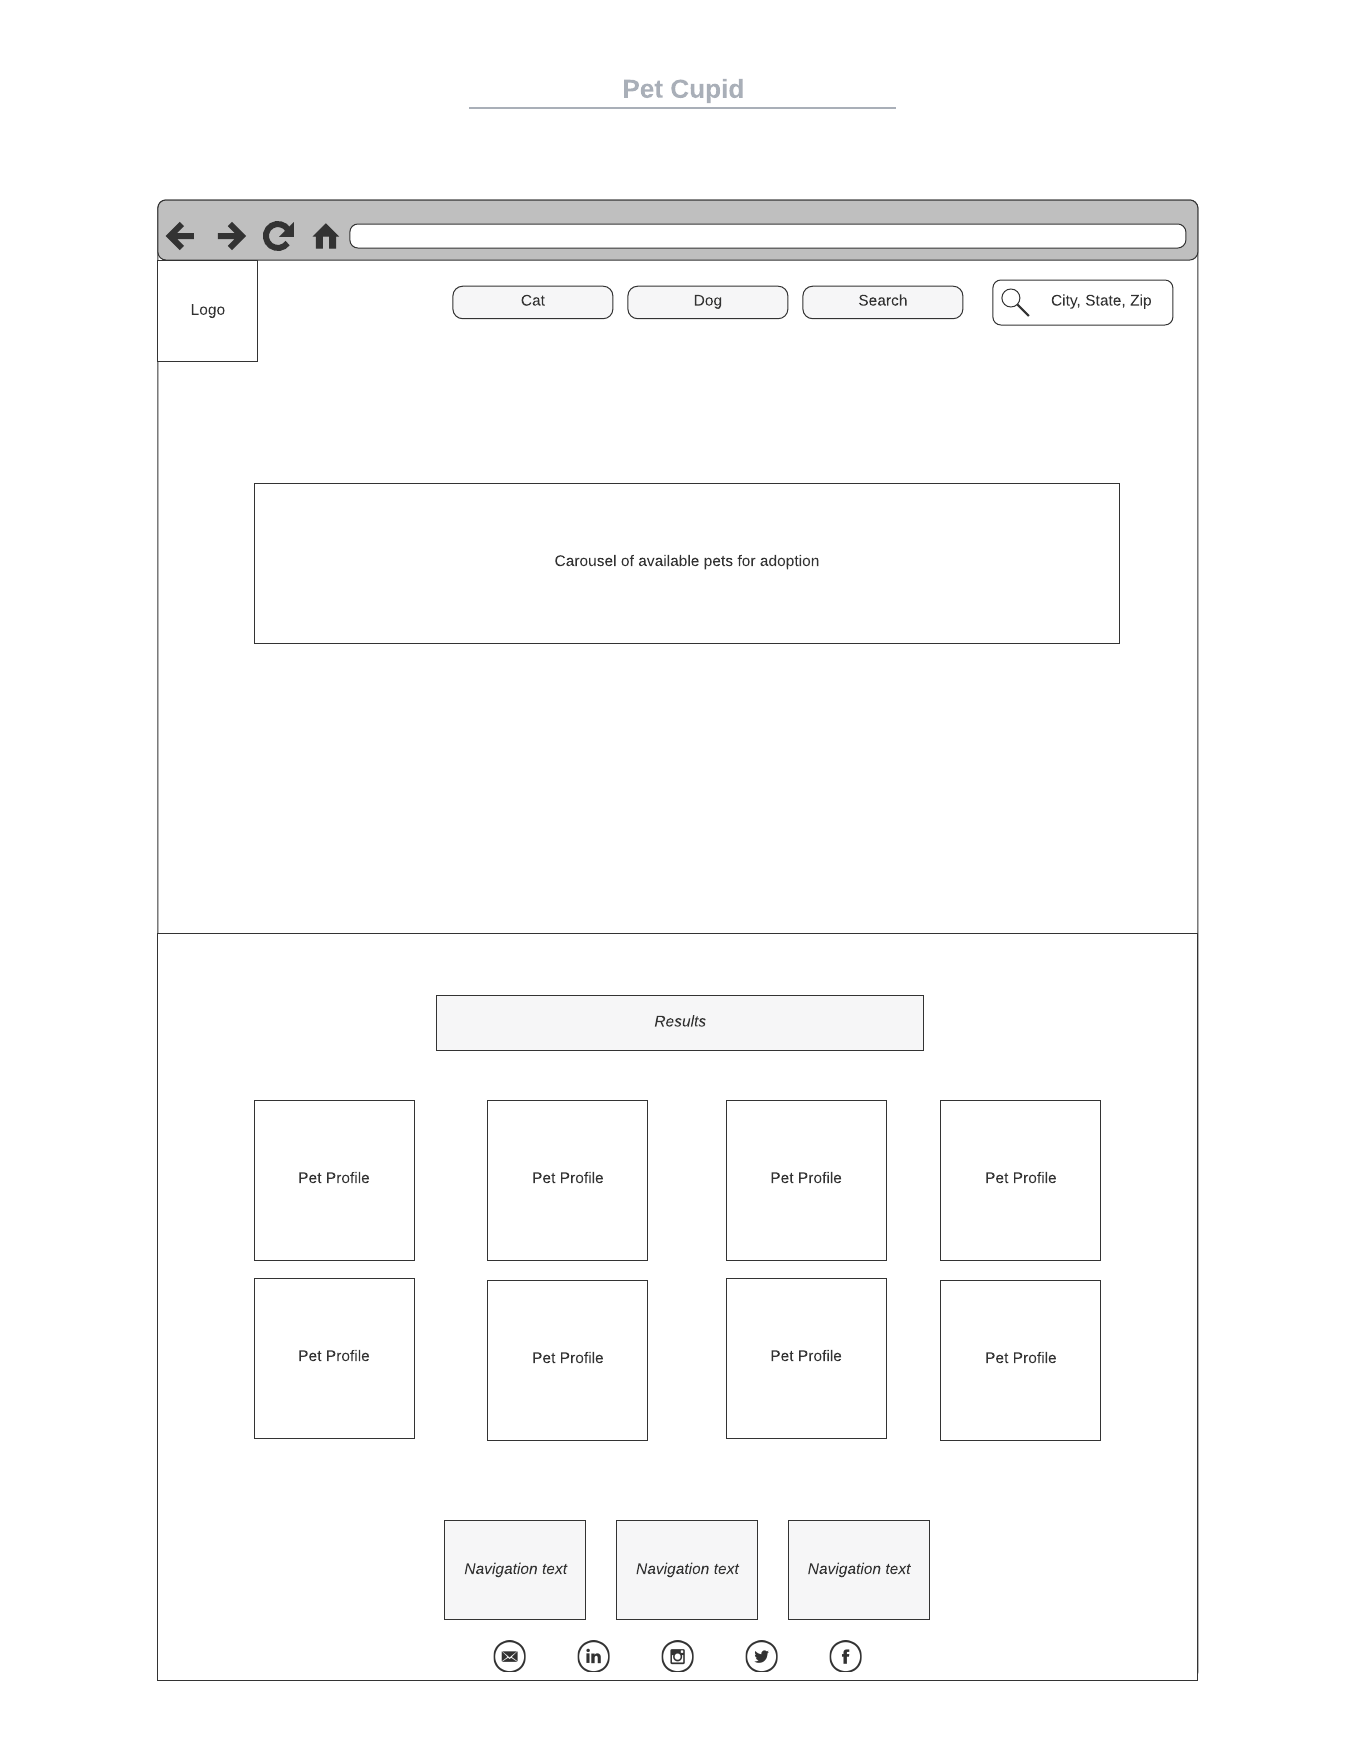 Pet Cupid
Logo
Cat
Dog
Search
City, State, Zip
Carousel of available pets for adoption
Results
Pet Profile
Pet Profile
Pet Profile
Pet Profile
Pet Profile
Pet Profile
Pet Profile
Pet Profile
Navigation text
Navigation text
Navigation text